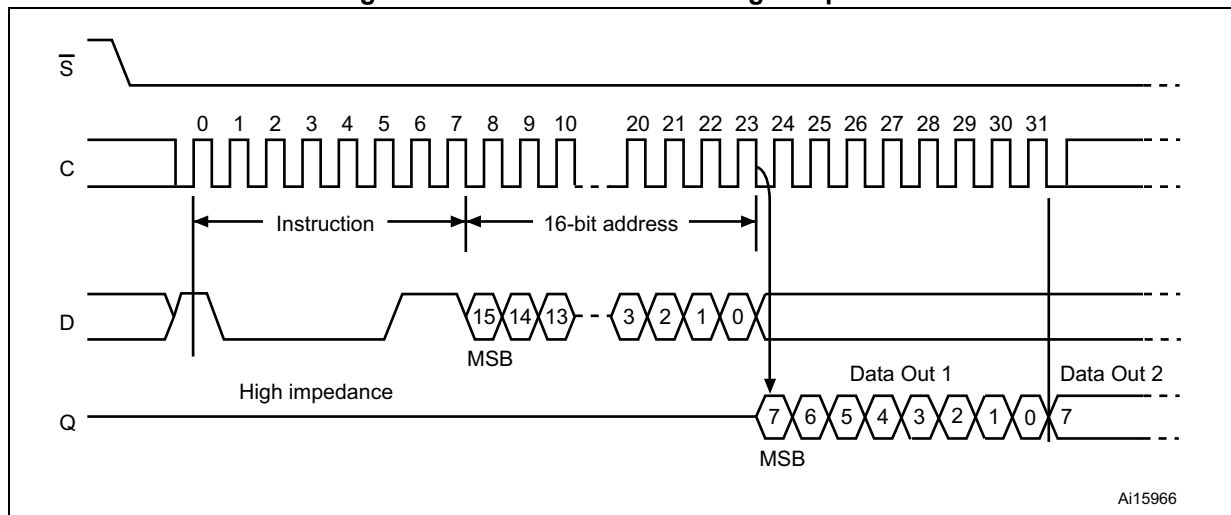 S
0 1 2 3 4 5 6 7 8 9 10 20 21 22 23 24 25 26 27 28 29 30 31
C
Instruction 16-bit address
D 15 14 13 3 2 1 0
MSB
Data Out 1 Data Out 2
High impedance
Q 7 6 5 4 3 2 1 0 7
MSB
Ai15966